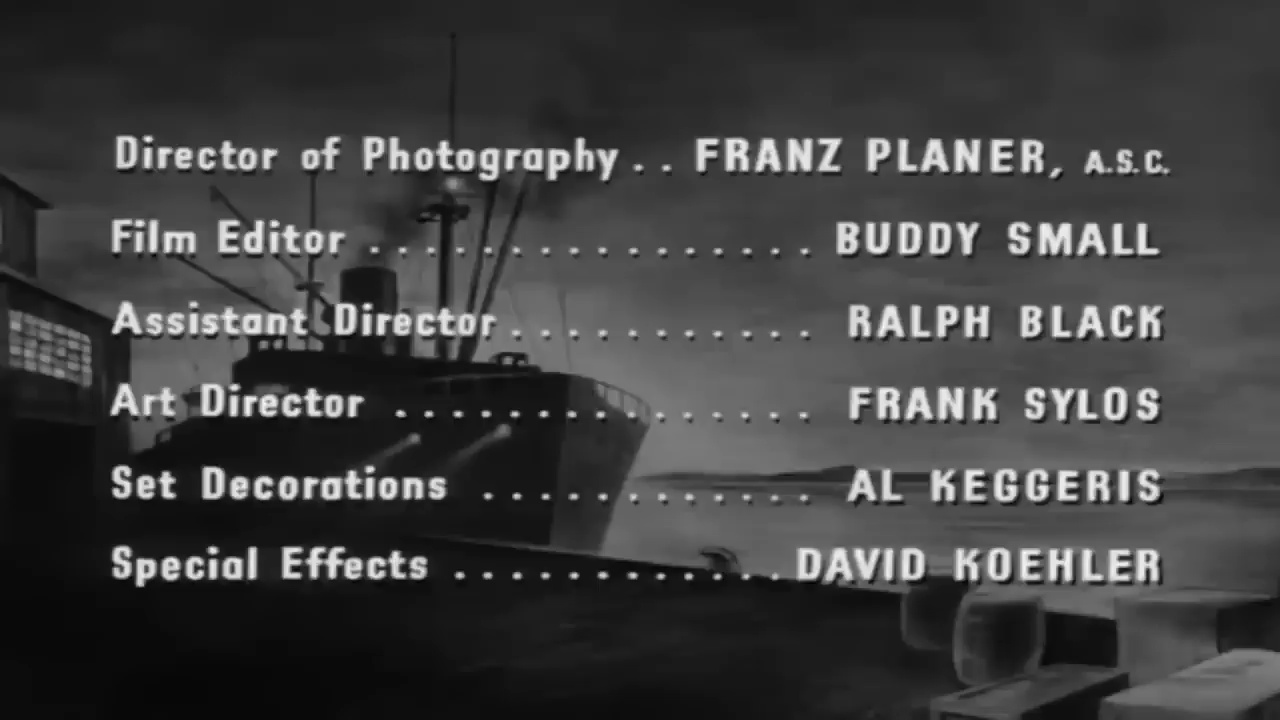 Director of Photography . . FRANZ PLANER, A.S.C.
Film Editor . . . . . . . . . . . . . . . . BUDDY SMALL
Assistant Director . . . . . . . . . . . RALPH BLACK
Art Director . . . . . . . . . . . . . . . FRANK SYLOS
Set Decorations . . . . . . . . . . . . AL KEGGERIS
Special Effects . . . . . . . . . . . . DAVID KOEHLER